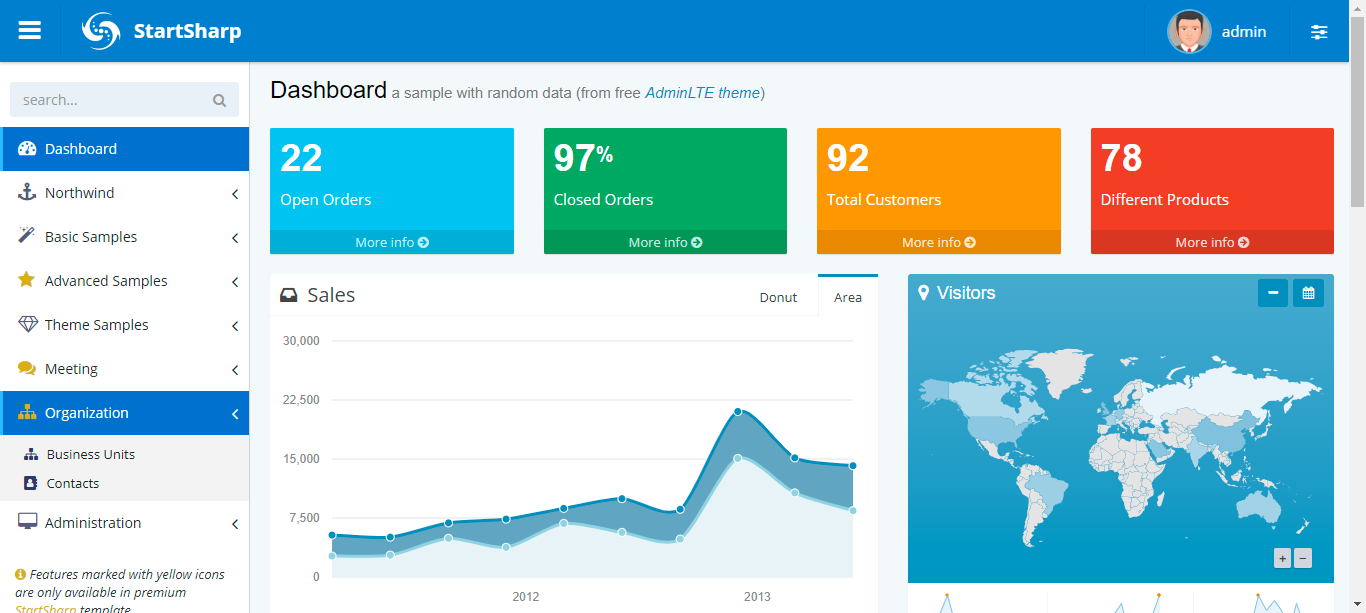 StartSharp
admin
search...
Dashboard
Northwind
Basic Samples
Advanced Samples
Theme Samples
Meeting
Organization
Business Units
Contacts
Administration
Features marked with yellow icons
are only available in premium
StartSharp template
Dashboard a sample with random data (from free AdminLTE theme)
22
Open Orders
More info
97%
Closed Orders
More info
92
Total Customers
More info
78
Different Products
More info
Sales
Donut
Area
30,000
22,500
15,000
7,500
0
2012
2013
Visitors
+
−